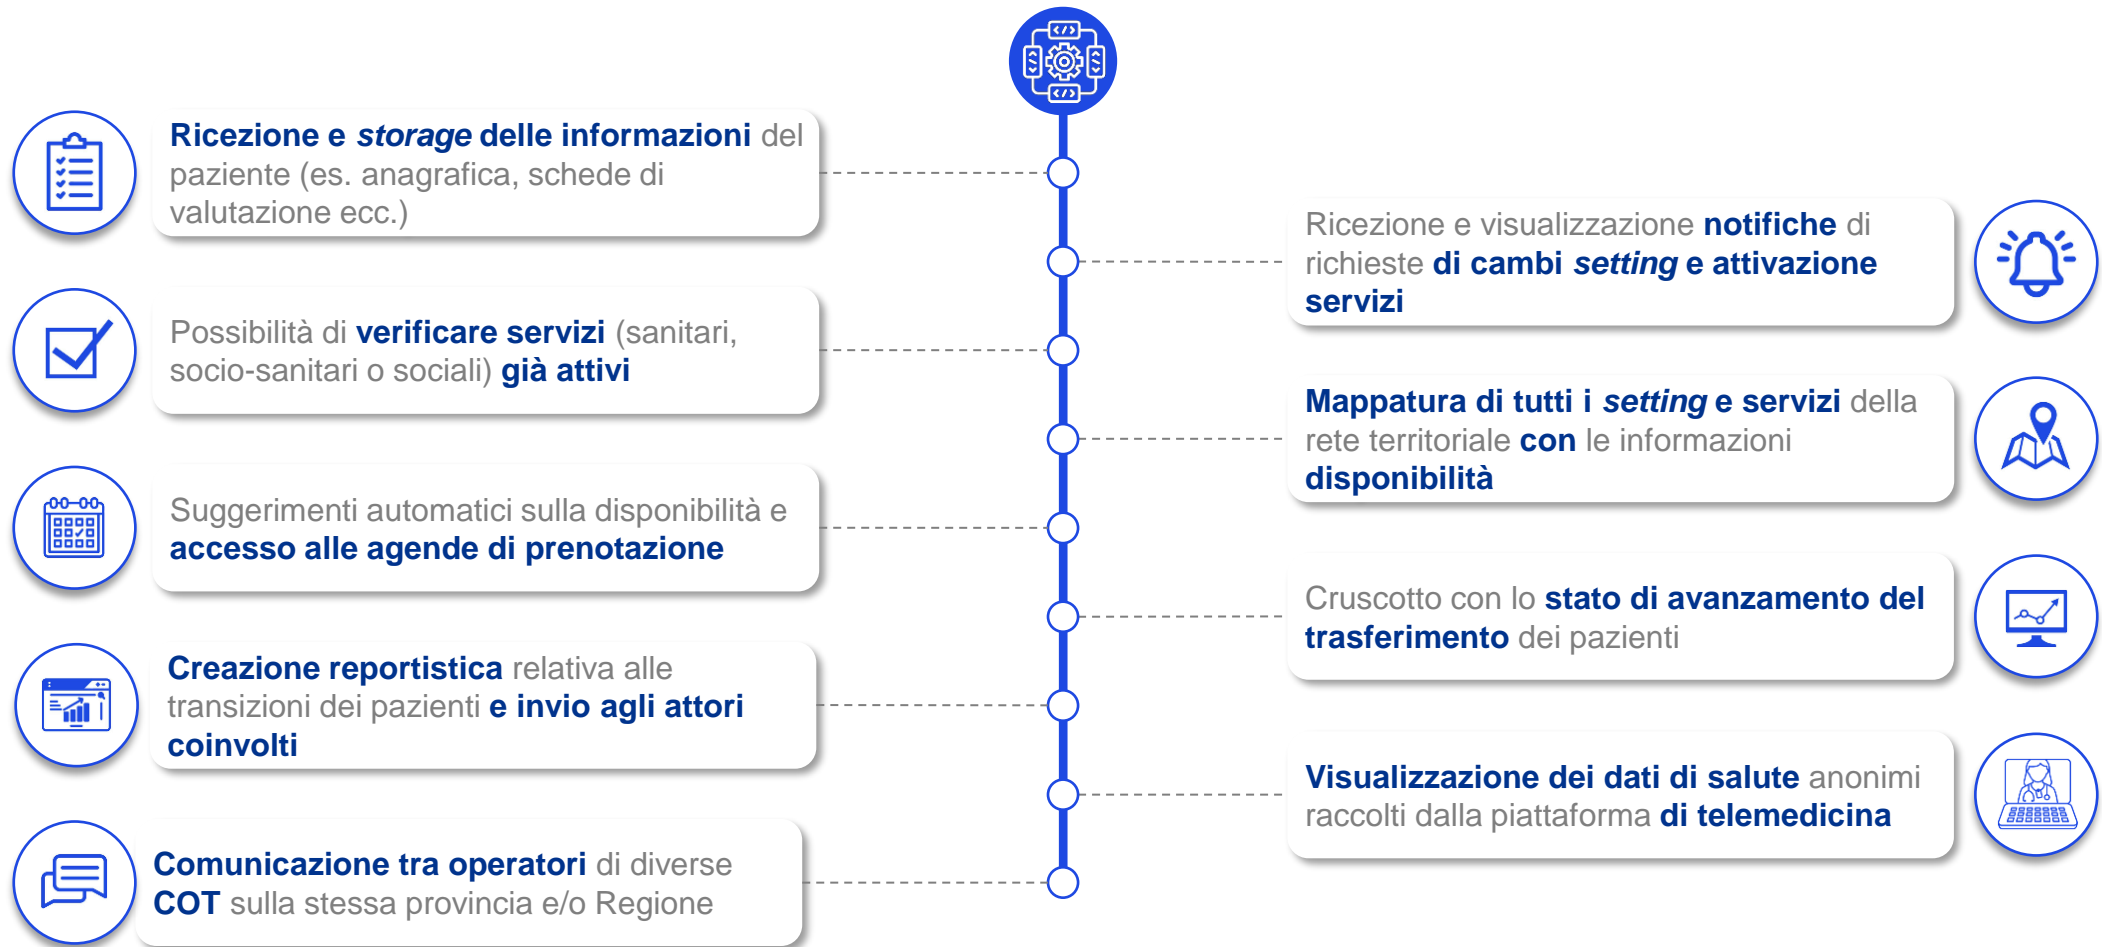 Ricezione e storage delle informazioni del
paziente (es. anagrafica, schede di
valutazione ecc.)
Ricezione e visualizzazione notifiche di
richieste di cambi setting e attivazione
servizi
Possibilità di verificare servizi (sanitari,
socio-sanitari o sociali) già attivi
Mappatura di tutti i setting e servizi della
rete territoriale con le informazioni
disponibilità
Suggerimenti automatici sulla disponibilità e
accesso alle agende di prenotazione
Cruscotto con lo stato di avanzamento del
trasferimento dei pazienti
Creazione reportistica relativa alle
transizioni dei pazienti e invio agli attori
coinvolti
Visualizzazione dei dati di salute anonimi
raccolti dalla piattaforma di telemedicina
Comunicazione tra operatori di diverse
COT sulla stessa provincia e/o Regione